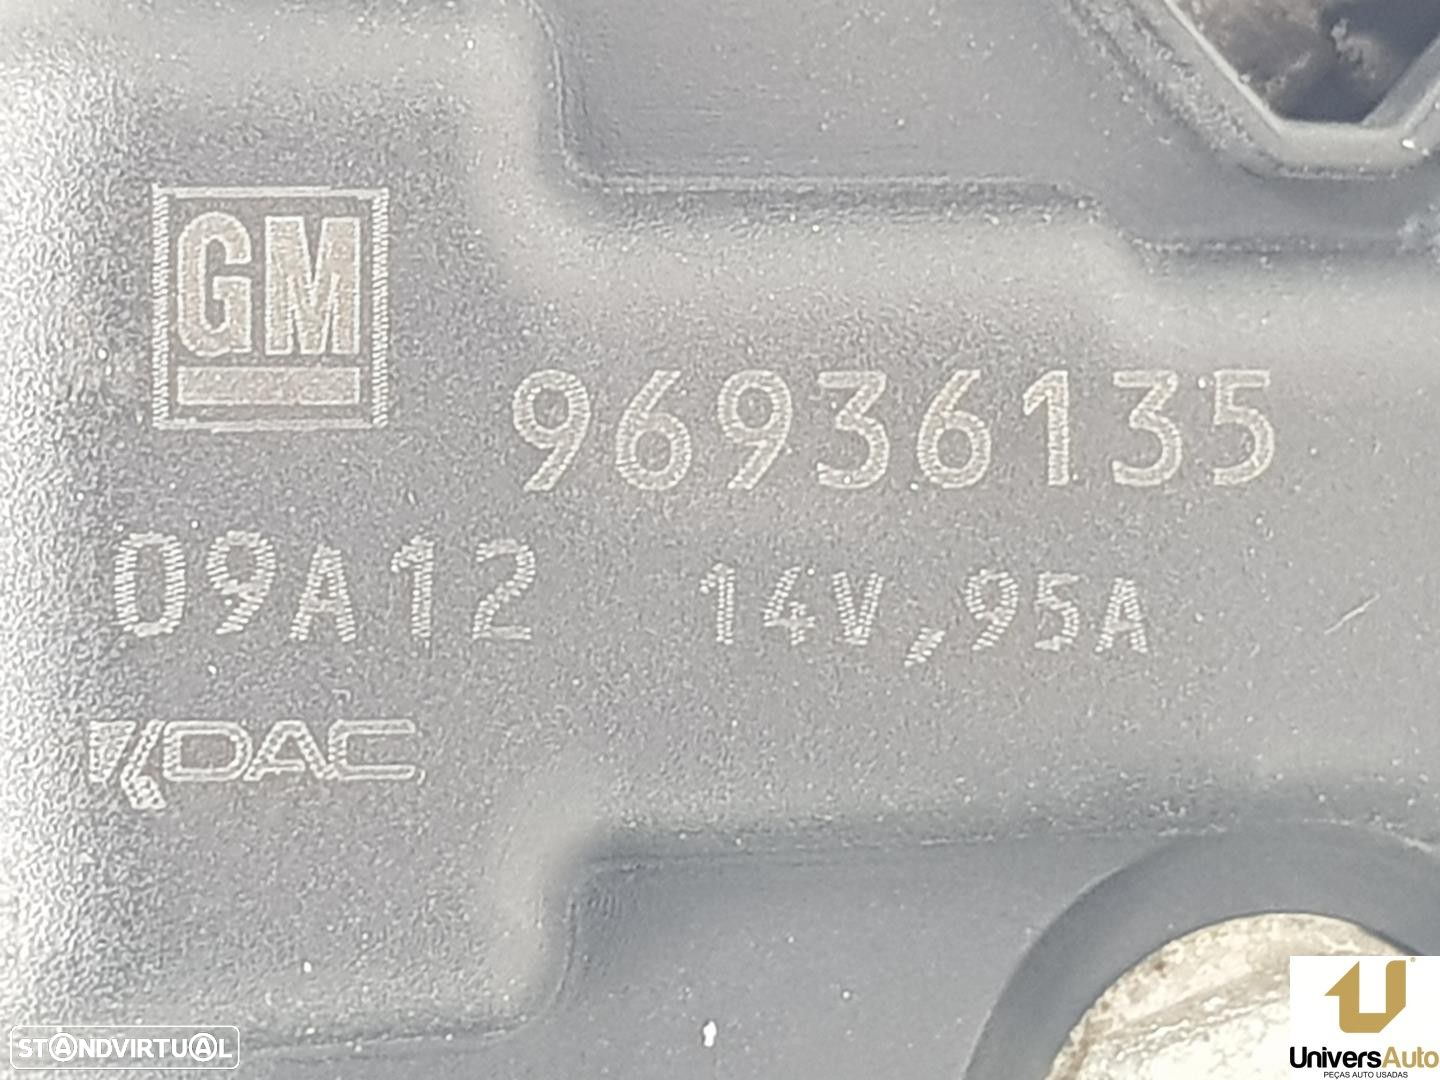 GM
96936135
09A12 14V,95A
KDAC
STANDVIRTUAL
UniversAuto
PEÇAS AUTO USADAS